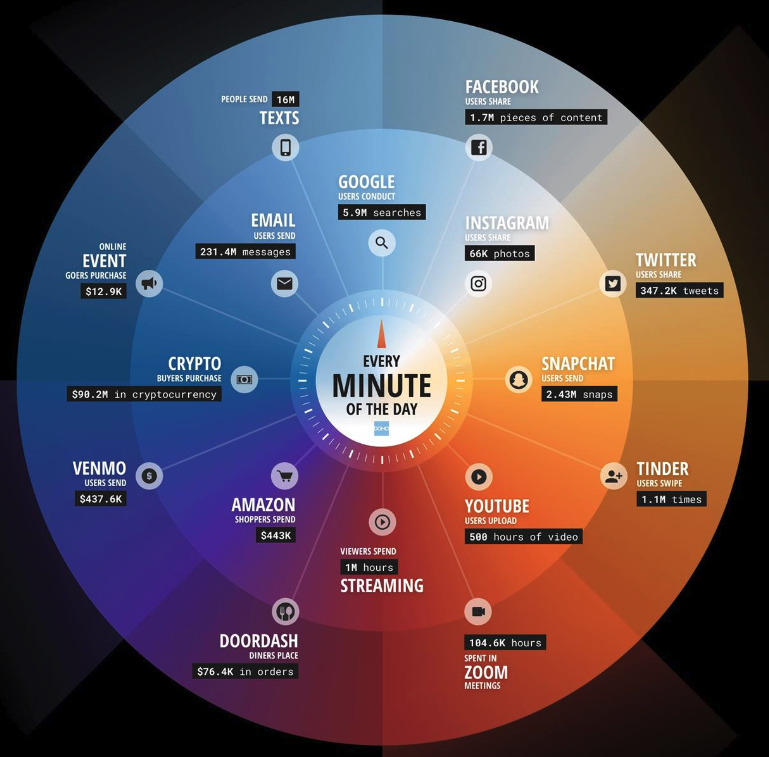 PEOPLE SEND 16M
TEXTS
FACEBOOK
USERS SHARE
1.7M pieces of content
GOOGLE
USERS CONDUCT
5.9M searches
EMAIL
USERS SEND
231.4M messages
INSTAGRAM
USERS SHARE
66K photos
ONLINE
EVENT
GOERS PURCHASE
$12.9K
TWITTER
USERS SHARE
347.2K tweets
CRYPTO
BUYERS PURCHASE
$90.2M in cryptocurrency
EVERY
MINUTE
OF THE DAY
DOMO
SNAPCHAT
USERS SEND
2.43M snaps
VENMO
USERS SEND
$437.6K
AMAZON
SHOPPERS SPEND
$443K
YOUTUBE
USERS UPLOAD
500 hours of video
TINDER
USERS SWIPE
1.1M times
VIEWERS SPEND
1M hours
STREAMING
DOORDASH
DINERS PLACE
$76.4K in orders
104.6K hours
SPENT IN
ZOOM
MEETINGS